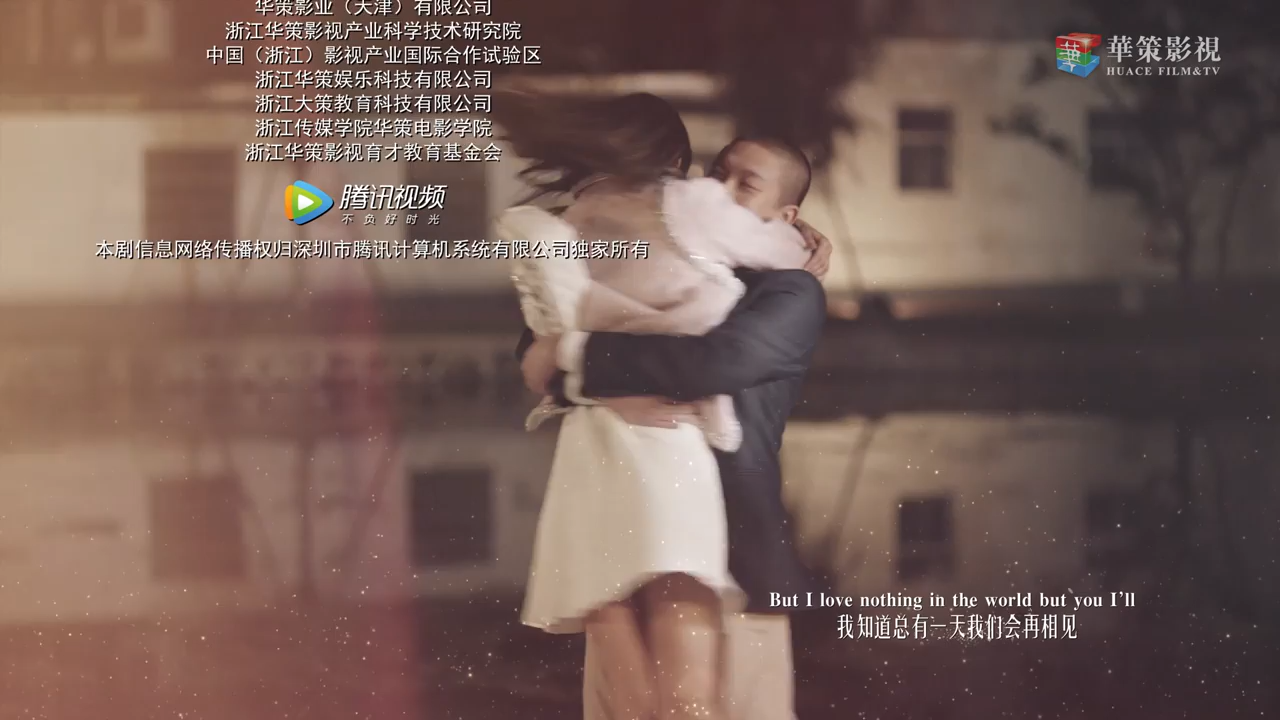 华策影业（天津）有限公司
浙江华策影视产业科学技术研究院
中国（浙江）影视产业国际合作试验区
浙江华策娱乐科技有限公司
浙江大策教育科技有限公司
浙江传媒学院华策电影学院
浙江华策影视育才教育基金会
腾讯视频
不负好时光
本剧信息网络传播权归深圳市腾讯计算机系统有限公司独家所有
華
華策影視
HUACE FILM&TV
But I love nothing in the world but you I'll
我知道总有一天我们会再相见